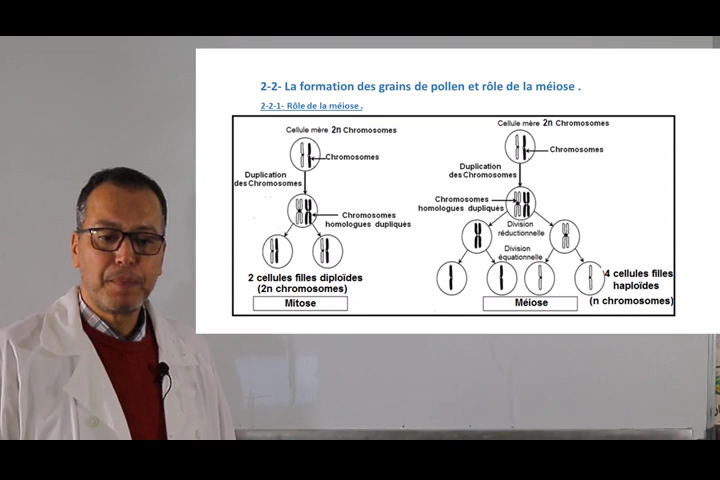 2-2- La formation des grains de pollen et rôle de la méiose .
2-2-1- Rôle de la méiose .
Cellule mère 2n Chromosomes
Chromosomes
Duplication
des Chromosomes
Chromosomes
homologues dupliqués
2 cellules filles diploïdes
(2n chromosomes)
Mitose
Cellule mère 2n Chromosomes
Chromosomes
Duplication
des Chromosomes
Chromosomes
homologues dupliqués
Division
réductionnelle
Division
équationnelle
4 cellules filles
haploïdes
(n chromosomes)
Méiose